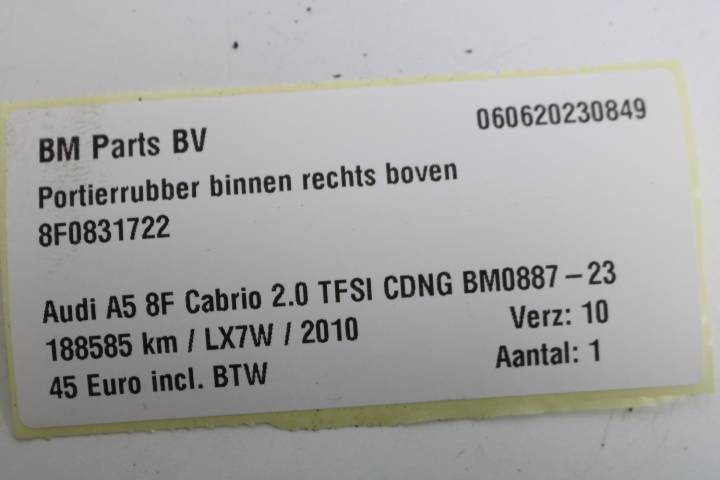 BM Parts BV 060620230849
Portierrubber binnen rechts boven
8F0831722
Audi A5 8F Cabrio 2.0 TFSI CDNG BM0887-23
188585 km / LX7W / 2010 Verz: 10
45 Euro incl. BTW Aantal: 1